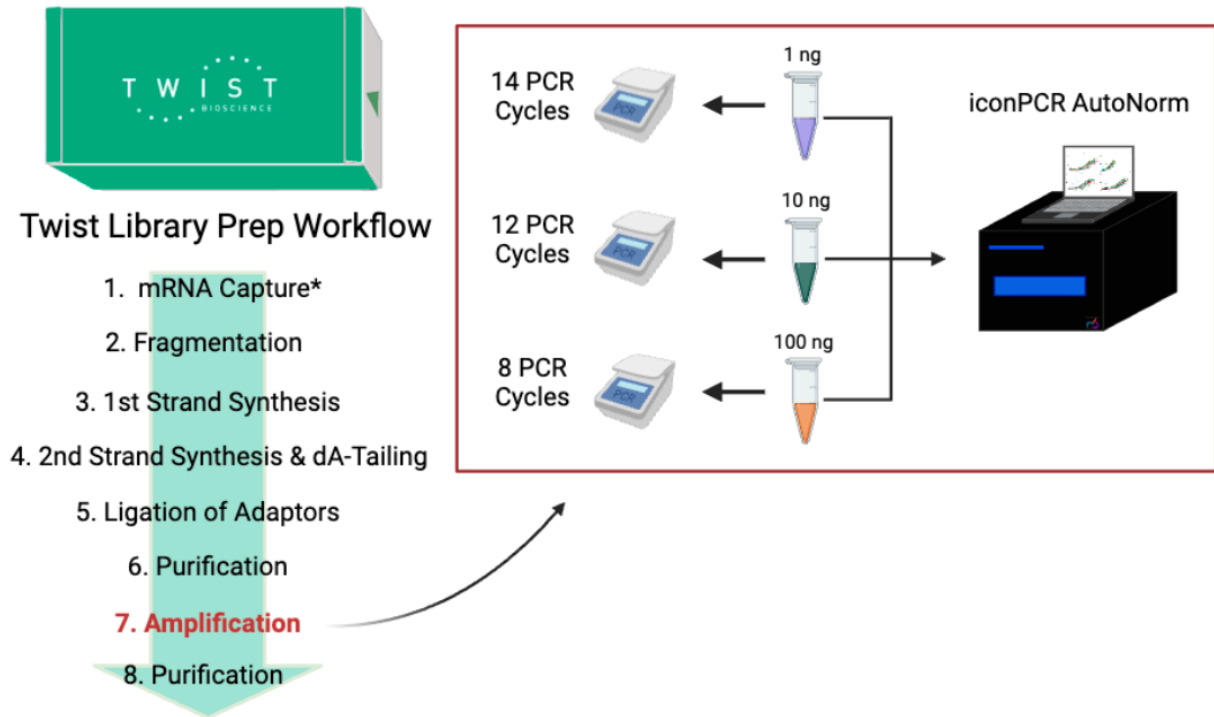 TWIST
BIOSCIENCE
Twist Library Prep Workflow
1. mRNA Capture*
2. Fragmentation
3. 1st Strand Synthesis
4. 2nd Strand Synthesis & dA-Tailing
5. Ligation of Adaptors
6. Purification
7. Amplification
8. Purification
14 PCR
Cycles
PCR
1 ng
12 PCR
Cycles
PCR
10 ng
8 PCR
Cycles
PCR
100 ng
iconPCR AutoNorm